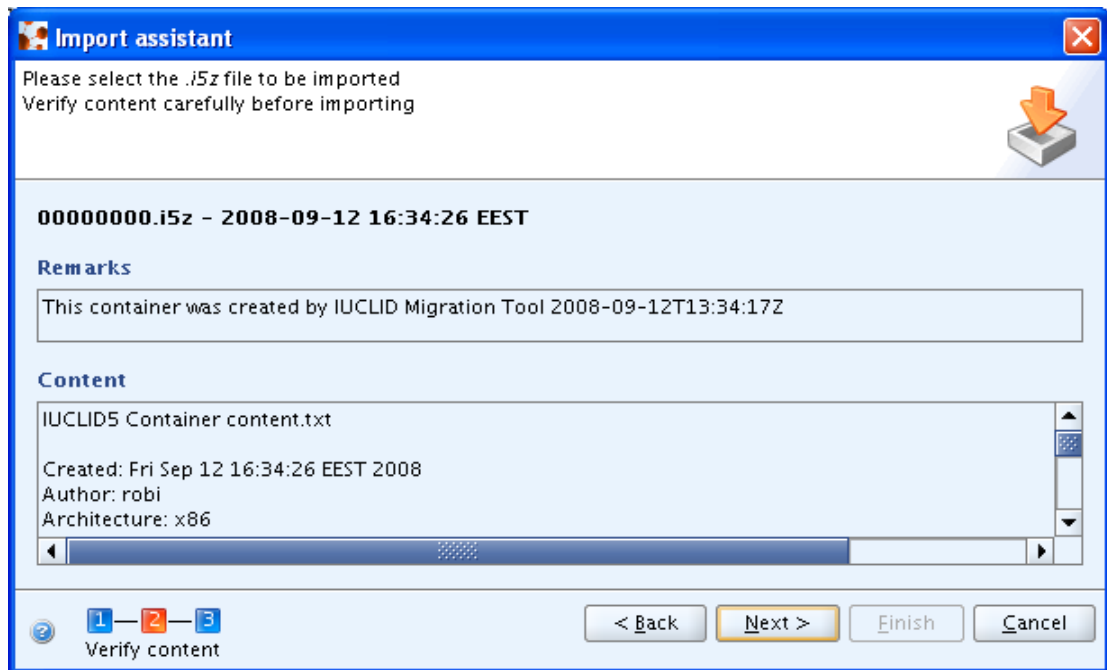 Import assistant
Please select the .i5z file to be imported
Verify content carefully before importing
00000000.i5z - 2008-09-12 16:34:26 EEST
Remarks
This container was created by IUCLID Migration Tool 2008-09-12T13:34:17Z
Content
IUCLID5 Container content.txt
Created: Fri Sep 12 16:34:26 EEST 2008
Author: robi
Architecture: x86
? 1 2 3 < Back Next > Finish Cancel
Verify content